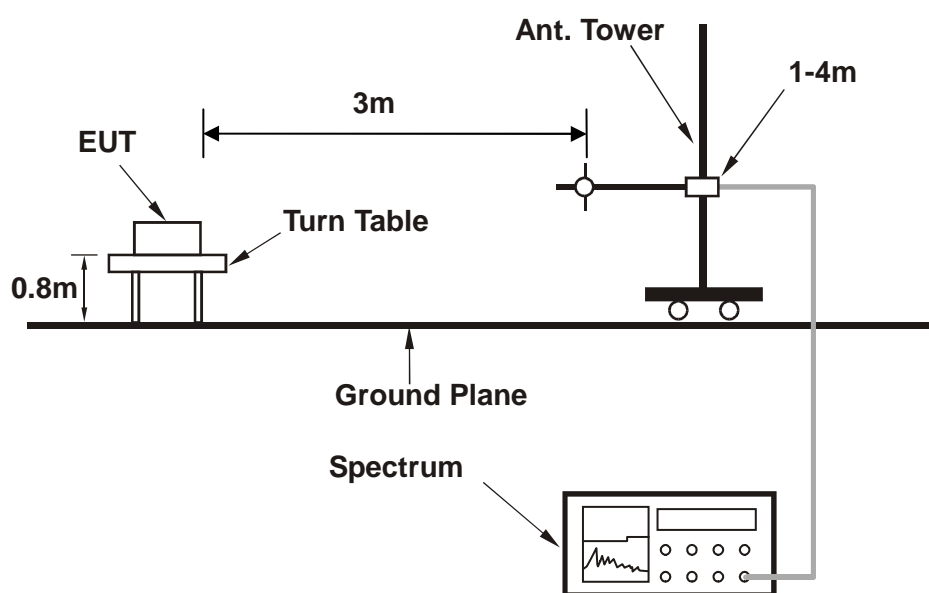 Ant. Tower
1-4m
3m
EUT
Turn Table
0.8m
Ground Plane
Spectrum